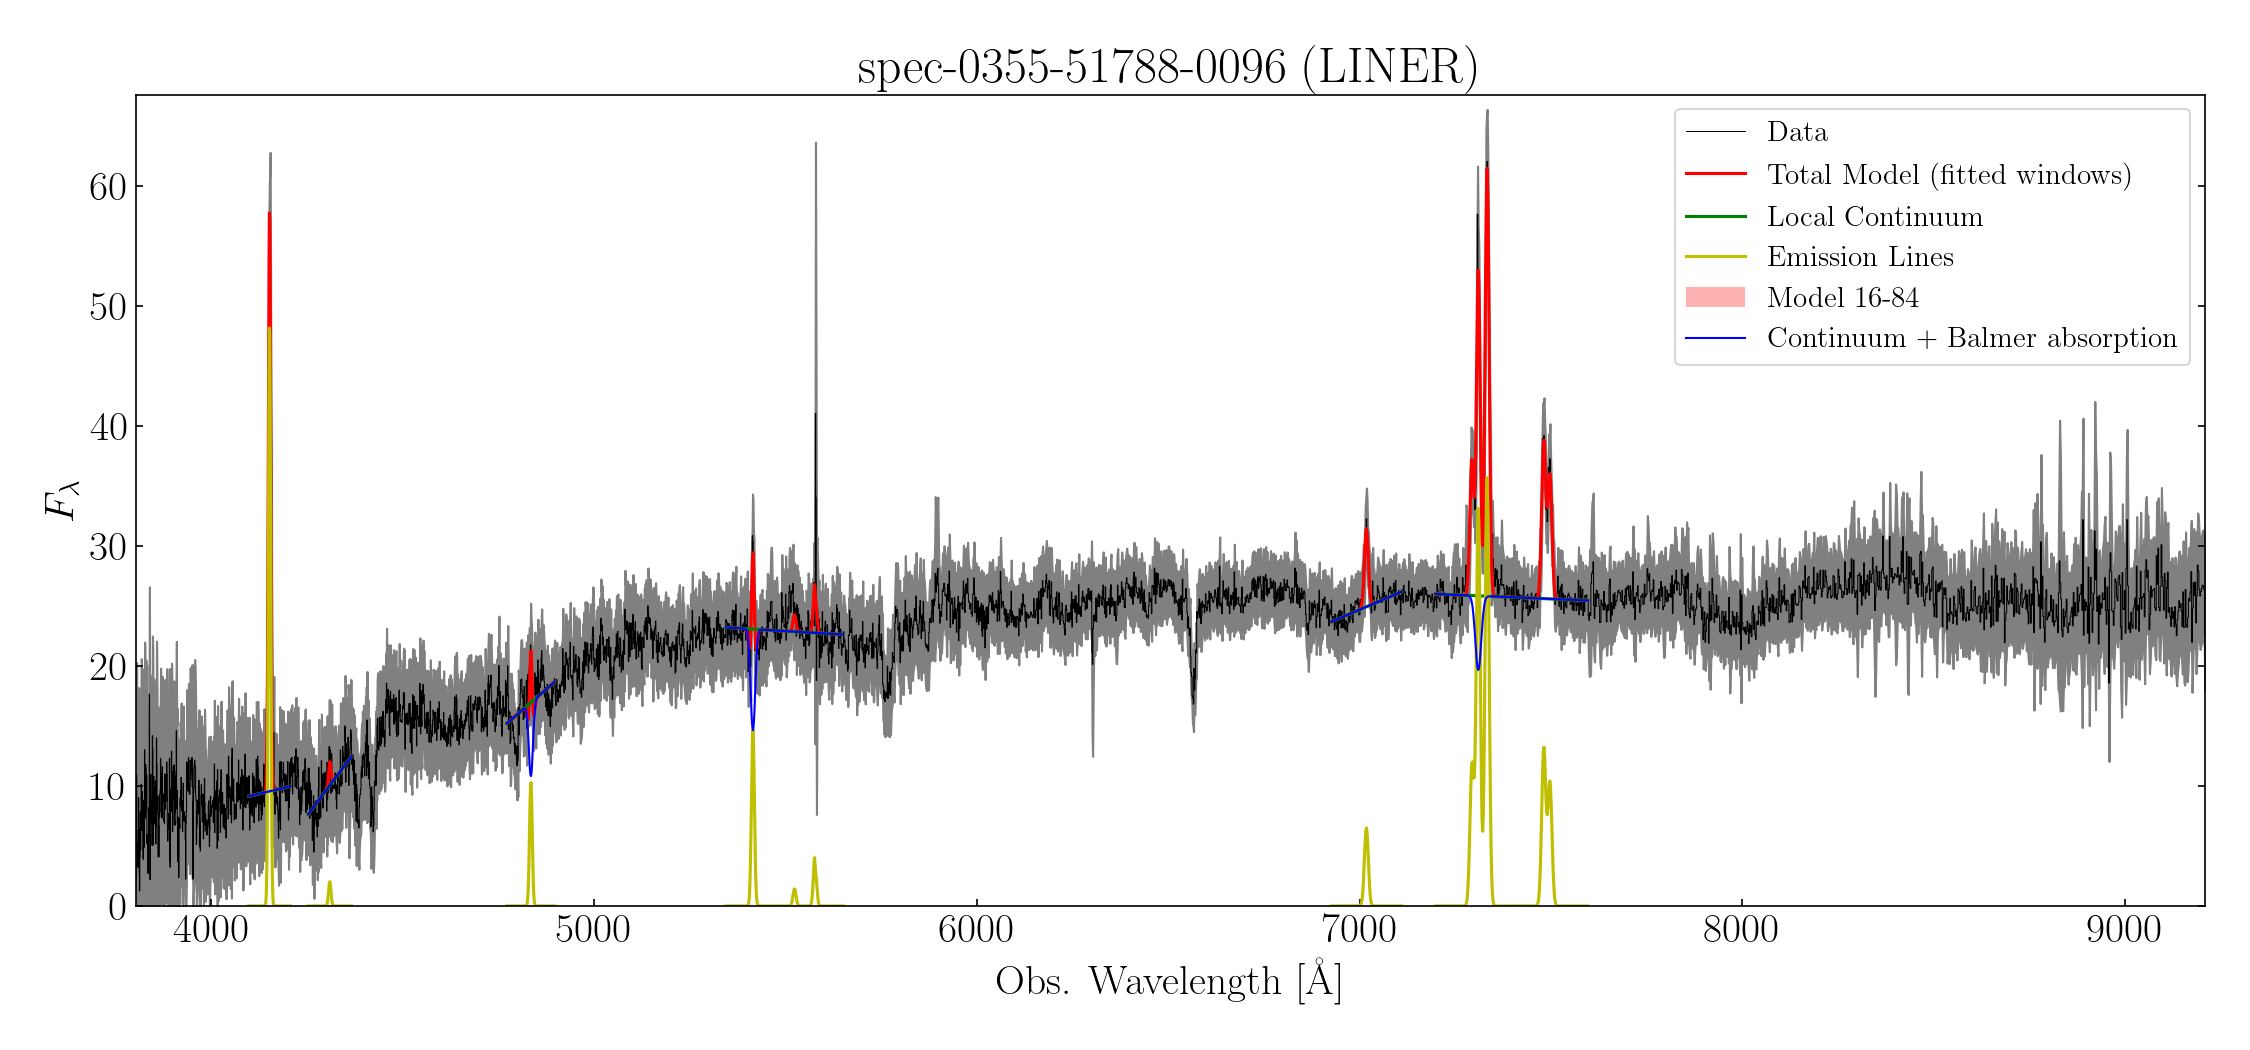 spec-0355-51788-0096 (LINER)
Data
Total Model (fitted windows)
Local Continuum
Emission Lines
Model 16-84
Continuum + Balmer absorption
60
50
40
30
20
10
0
Fλ
4000 5000 6000 7000 8000 9000
Obs. Wavelength [Å]